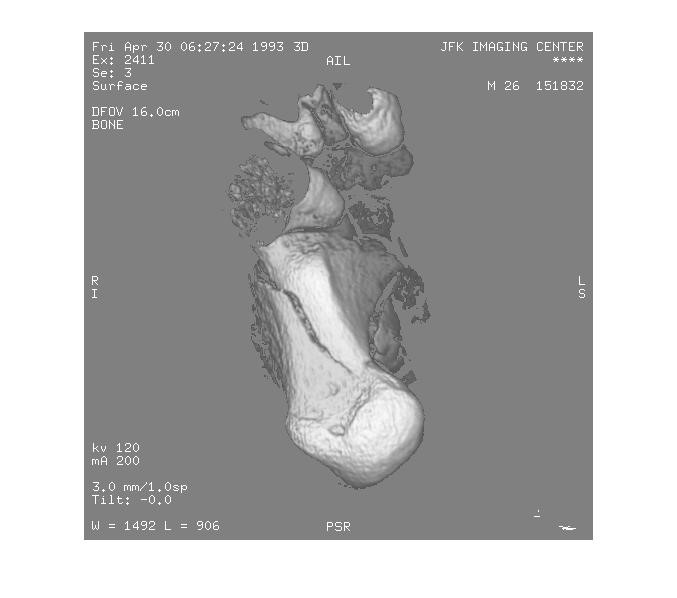 Fri Apr 30 06:27:24 1993 3D
Ex: 2411
Se: 3
Surface
DFOV 16.0cm
BONE
AIL
JFK IMAGING CENTER
****
M 26 151832
R
I
L
S
kv 120
mA 200
3.0 mm/1.0sp
Tilt: -0.0
W = 1492 L = 906
PSR